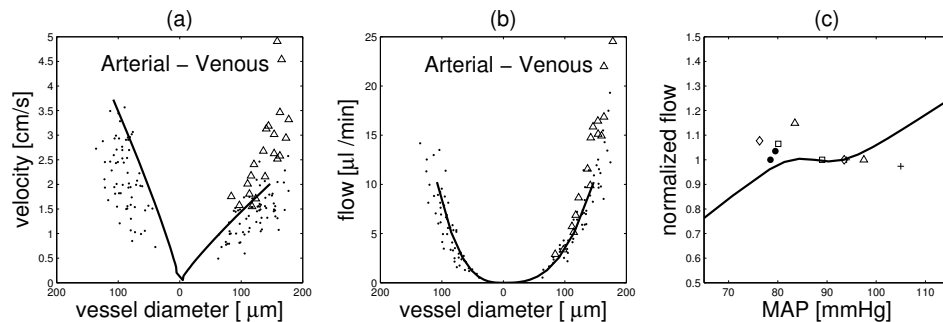 (a)
5
4.5
4
3.5
3
2.5
2
1.5
1
0.5
0
200 100 0 100 200
velocity [cm/s]
vessel diameter [ μm]
Arterial − Venous
(b)
25
20
15
10
5
0
200 100 0 100 200
flow [μl /min]
vessel diameter [ μm]
Arterial − Venous
(c)
1.5
1.4
1.3
1.2
1.1
1.0
0.9
0.8
0.7
0.6
0.5
70 80 90 100 110
normalized flow
MAP [mmHg]